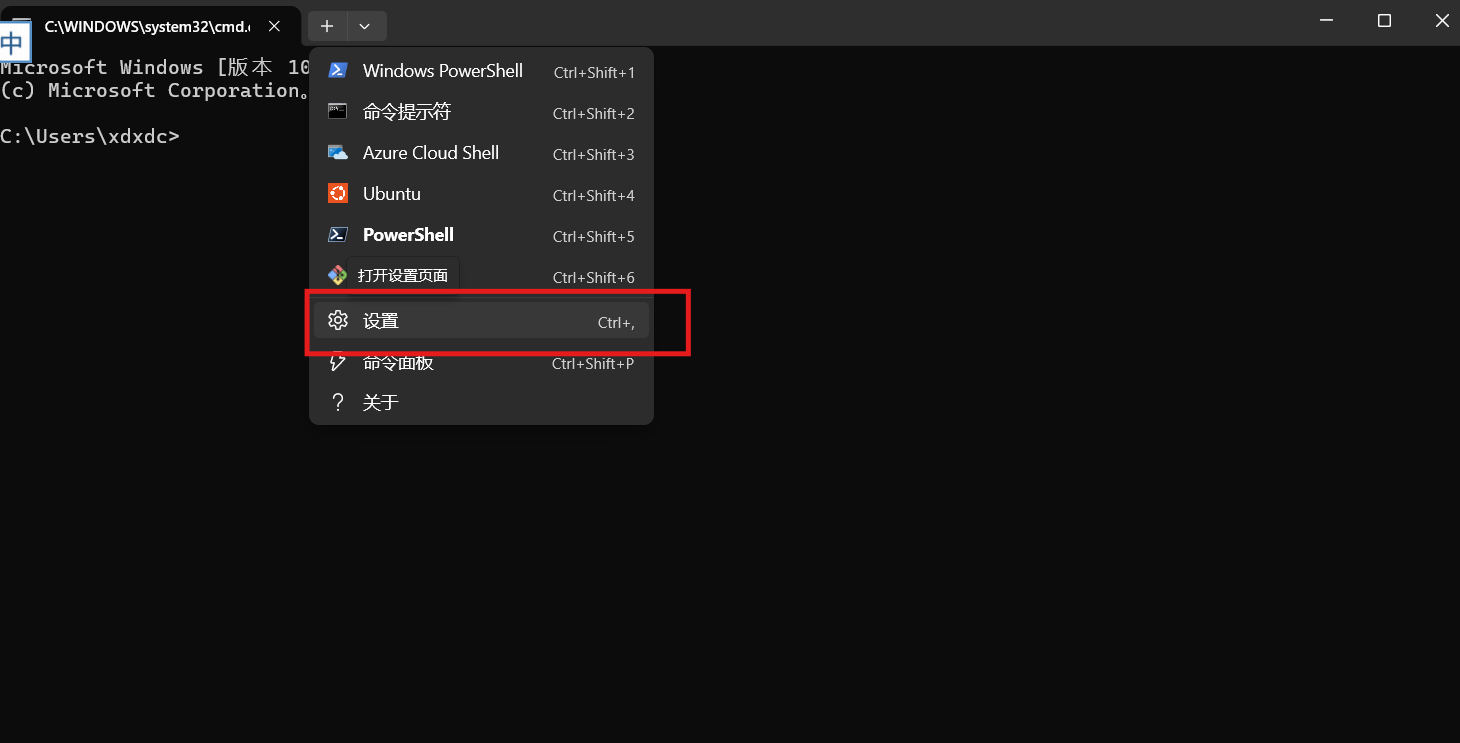 C:\WINDOWS\system32\cmd.
中
Microsoft Windows [版本 10
(c) Microsoft Corporation。
C:\Users\xdxdc>
Windows PowerShell Ctrl+Shift+1
命令提示符 Ctrl+Shift+2
Azure Cloud Shell Ctrl+Shift+3
Ubuntu Ctrl+Shift+4
PowerShell Ctrl+Shift+5
打开设置页面 Ctrl+Shift+6
设置 Ctrl+,
命令面板 Ctrl+Shift+P
关于